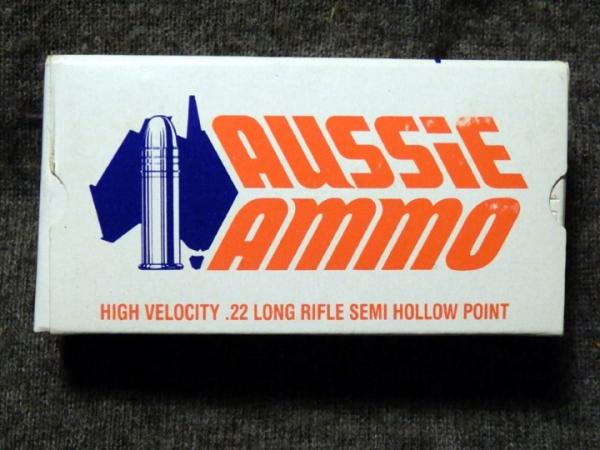 AUSSiE
AMMO
HIGH VELOCITY .22 LONG RIFLE SEMI HOLLOW POINT